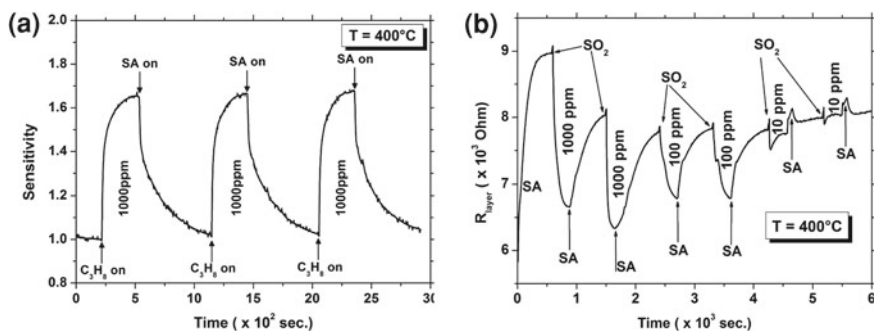 (a)
T = 400°C
SA on
SA on
SA on
1000ppm
1000ppm
1000ppm
C₃H₈ on
C₃H₈ on
C₃H₈ on
Sensitivity
2.0
1.8
1.6
1.4
1.2
1.0
0.8
0
5
10
15
20
25
30
Time ( x 10² sec.)
(b)
SO₂
SO₂
SO₂
1000 ppm
1000 ppm
100 ppm
100 ppm
10 ppm
10 ppm
SA
SA
SA
SA
SA
SA
SA
T = 400°C
R_layer ( x 10³ Ohm)
9
8
7
6
0
1
2
3
4
5
6
Time ( x 10³ sec.)